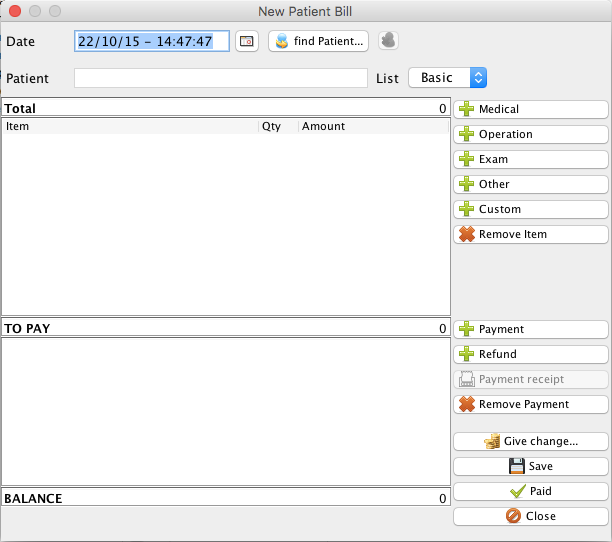 New Patient Bill
Date 22/10/15 - 14:47:47 find Patient...
Patient List Basic
Total 0
Item Qty Amount
Medical
Operation
Exam
Other
Custom
Remove Item
TO PAY 0
Payment
Refund
Payment receipt
Remove Payment
Give change...
Save
Paid
BALANCE 0
Close